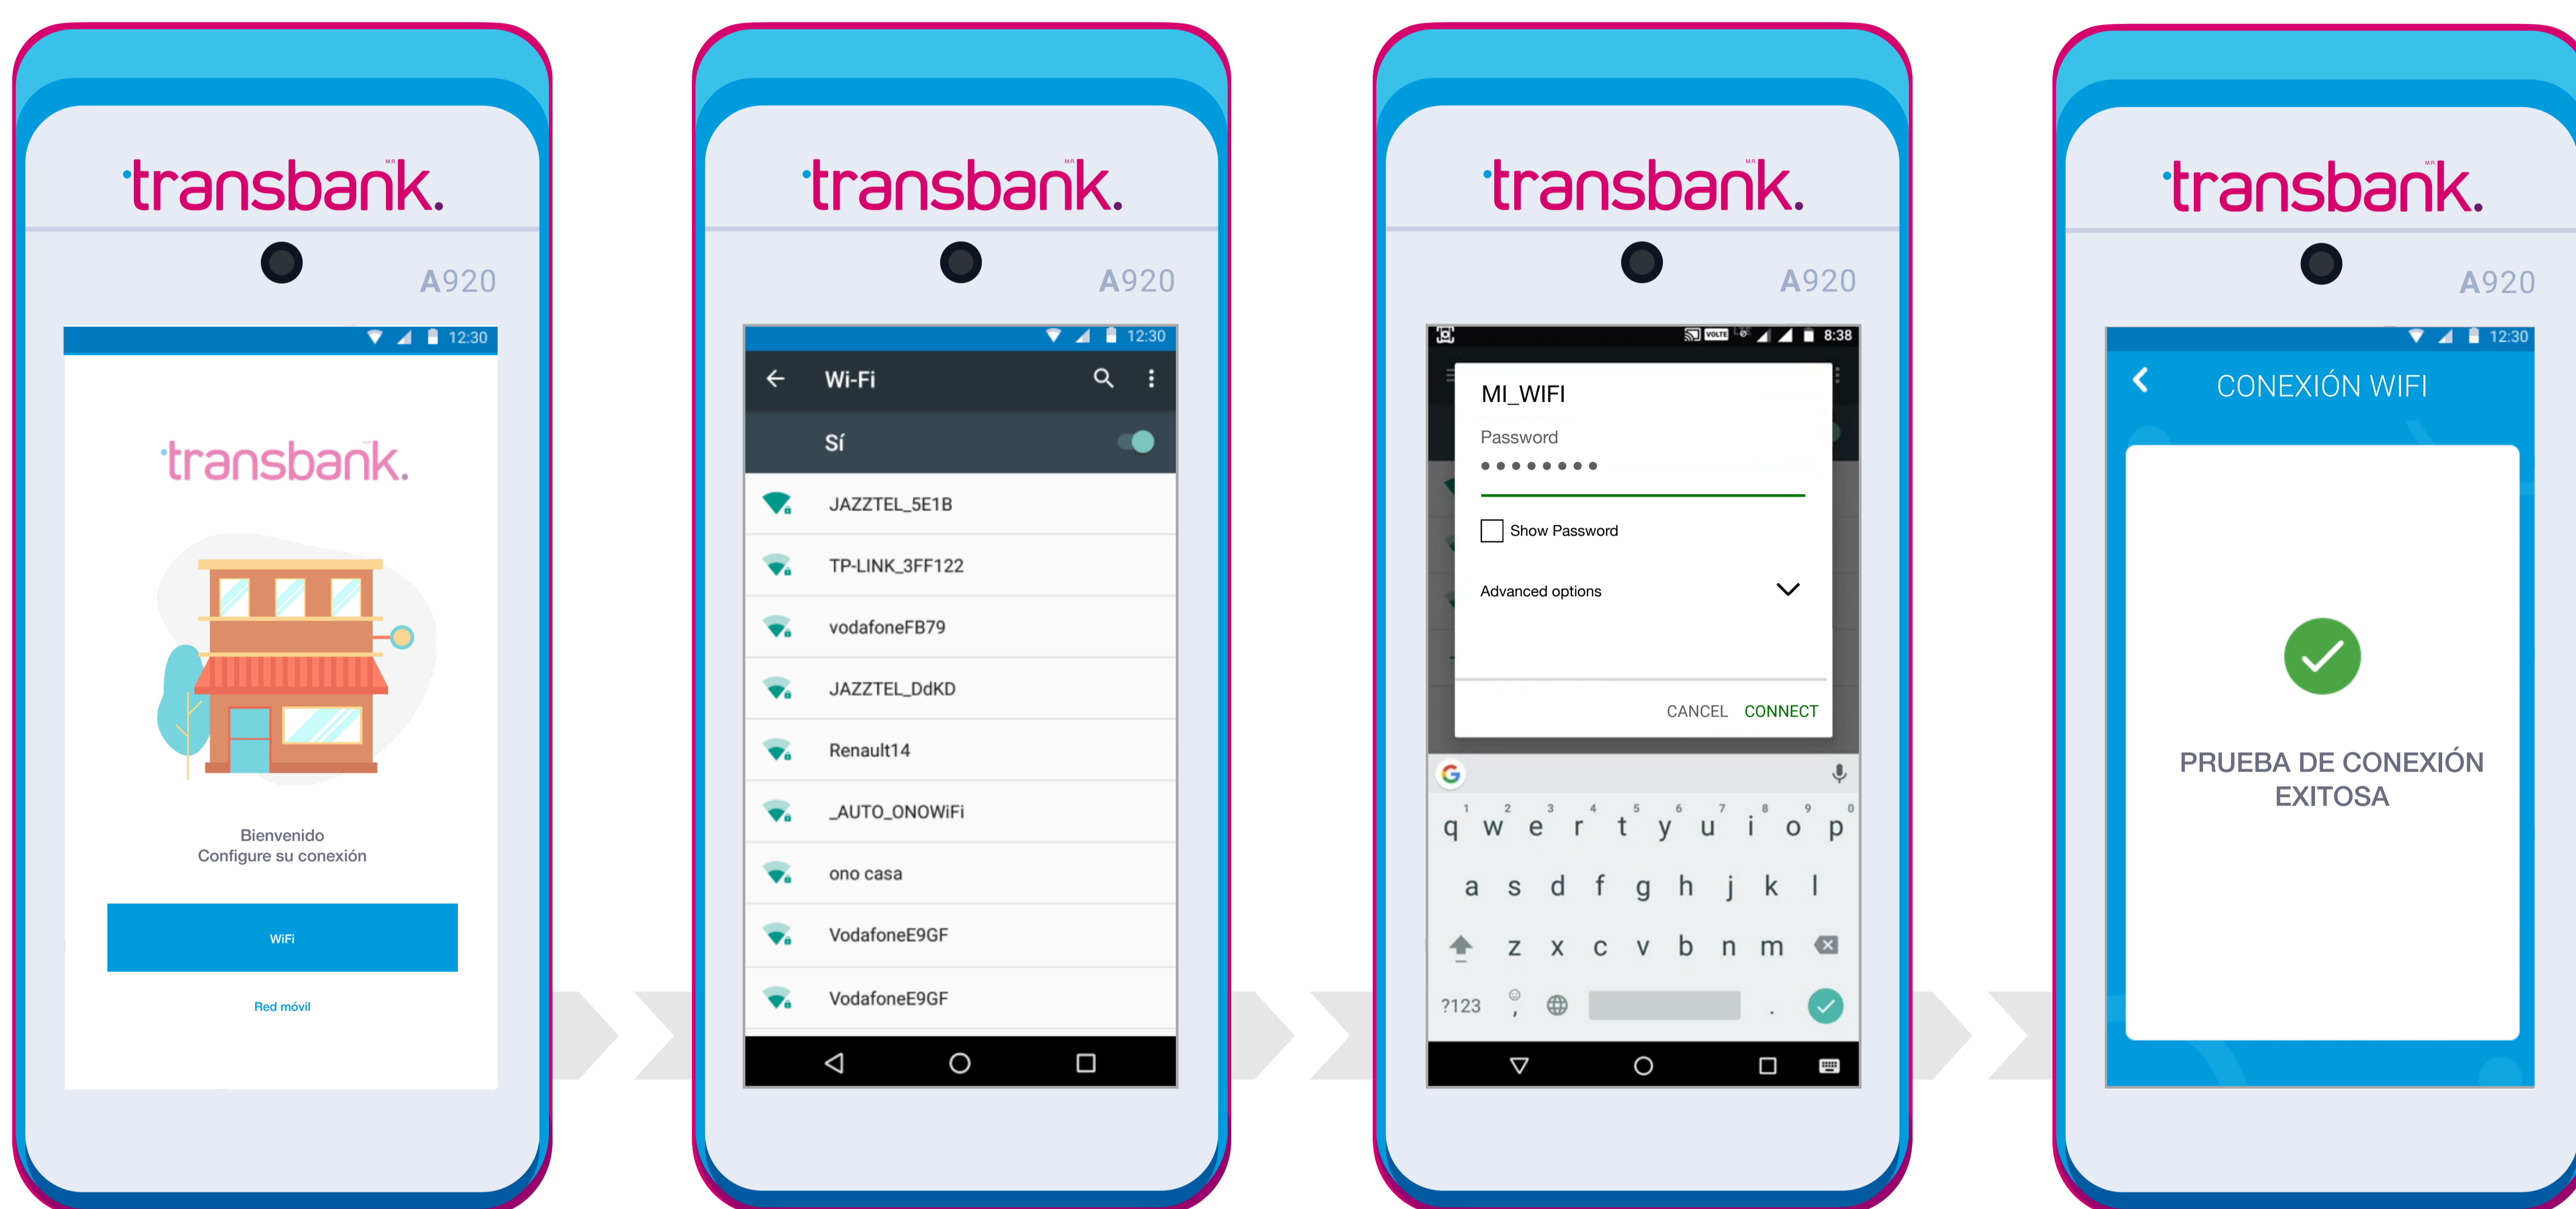 transbank.
M.R.
A920
12:30
transbank.
Bienvenido
Configure su conexión
WiFi
Red móvil
transbank.
M.R.
A920
12:30
Wi-Fi
Sí
JAZZTEL_5E1B
TP-LINK_3FF122
vodafoneFB79
JAZZTEL_DdKD
Renault14
_AUTO_ONOWiFi
ono casa
VodafoneE9GF
VodafoneE9GF
transbank.
M.R.
A920
VOLTE 8:38
MI_WIFI
Password
Show Password
Advanced options
CANCEL CONNECT
G
1 2 3 4 5 6 7 8 9 0
q w e r t y u i o p
a s d f g h j k l
z x c v b n m
?123 , .
transbank.
M.R.
A920
12:30
CONEXIÓN WIFI
PRUEBA DE CONEXIÓN
EXITOSA